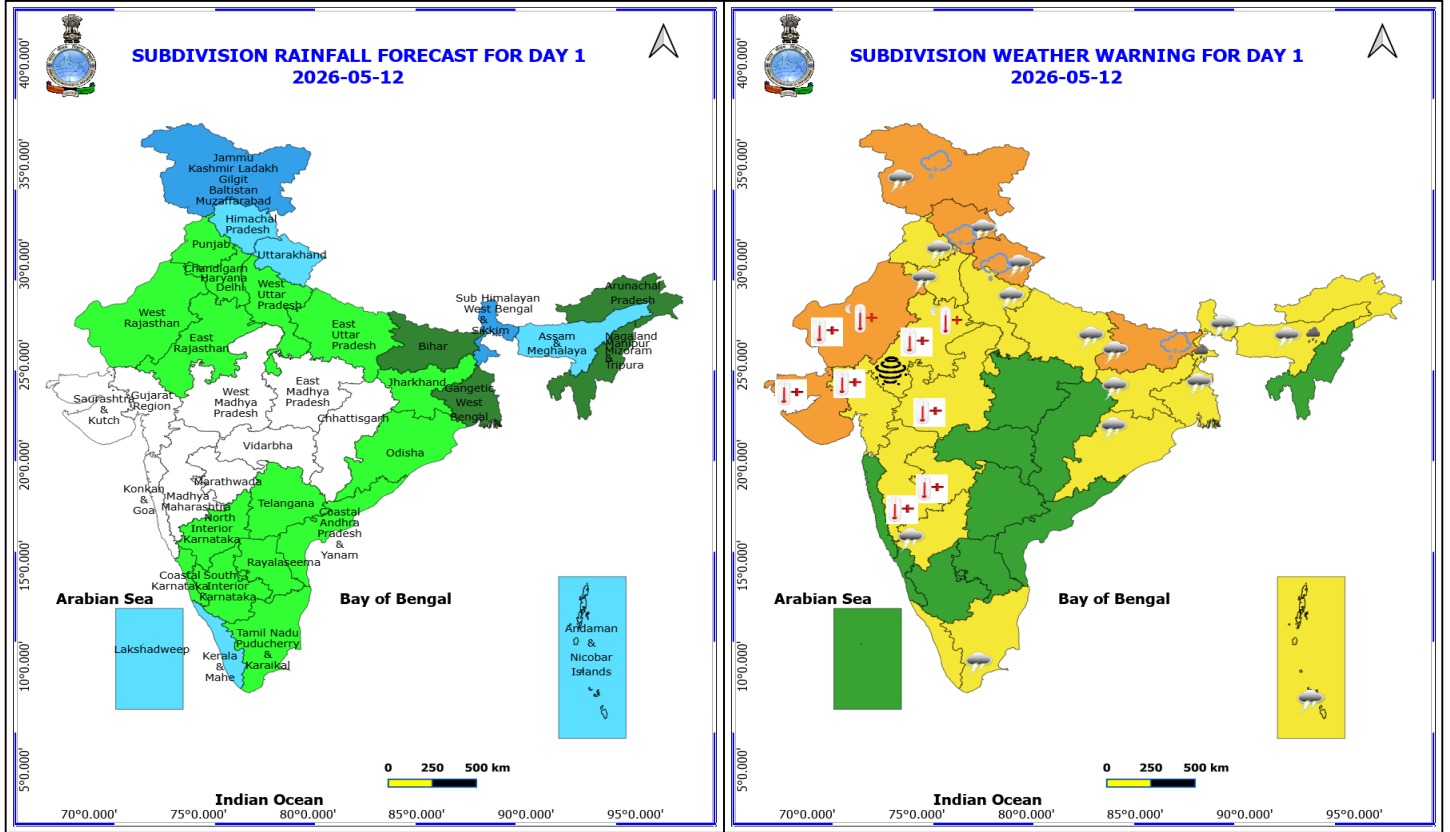 SUBDIVISION RAINFALL FORECAST FOR DAY 1
2026-05-12
40°0.000'
35°0.000'
30°0.000'
25°0.000'
20°0.000'
15°0.000'
10°0.000'
5°0.000'
Jammu
Kashmir Ladakh
Gilgit
Baltistan
Muzaffarabad
Himachal
Pradesh
Punjab
Uttarakhand
Chandigarh
Haryana
Delhi
West
Uttar
Pradesh
West
Rajasthan
East
Rajasthan
East
Uttar
Pradesh
Bihar
Sub Himalayan
West Bengal
&
Sikkim
Arunachal
Pradesh
Assam
&
Meghalaya
Nagaland
Manipur
Mizoram
&
Tripura
Jharkhand
Gangetic
West
Bengal
Saurashtra
&
Kutch
Gujarat
Region
West
Madhya
Pradesh
East
Madhya
Pradesh
Chhattisgarh
Vidarbha
Odisha
Konkan
&
Goa
Madhya
Maharashtra
Marathwada
Telangana
North
Interior
Karnataka
Coastal
Andhra
Pradesh
&
Yanam
Rayalaseema
Coastal
Karnataka
South
Interior
Karnataka
Tamil Nadu
Puducherry
&
Karaikal
Kerala
&
Mahe
Lakshadweep
Andaman
&
Nicobar
Islands
Arabian Sea
Bay of Bengal
Indian Ocean
0 250 500 km
70°0.000' 75°0.000' 80°0.000' 85°0.000' 90°0.000' 95°0.000'
SUBDIVISION WEATHER WARNING FOR DAY 1
2026-05-12
40°0.000'
35°0.000'
30°0.000'
25°0.000'
20°0.000'
15°0.000'
10°0.000'
5°0.000'
Arabian Sea
Bay of Bengal
Indian Ocean
0 250 500 km
70°0.000' 75°0.000' 80°0.000' 85°0.000' 90°0.000' 95°0.000'